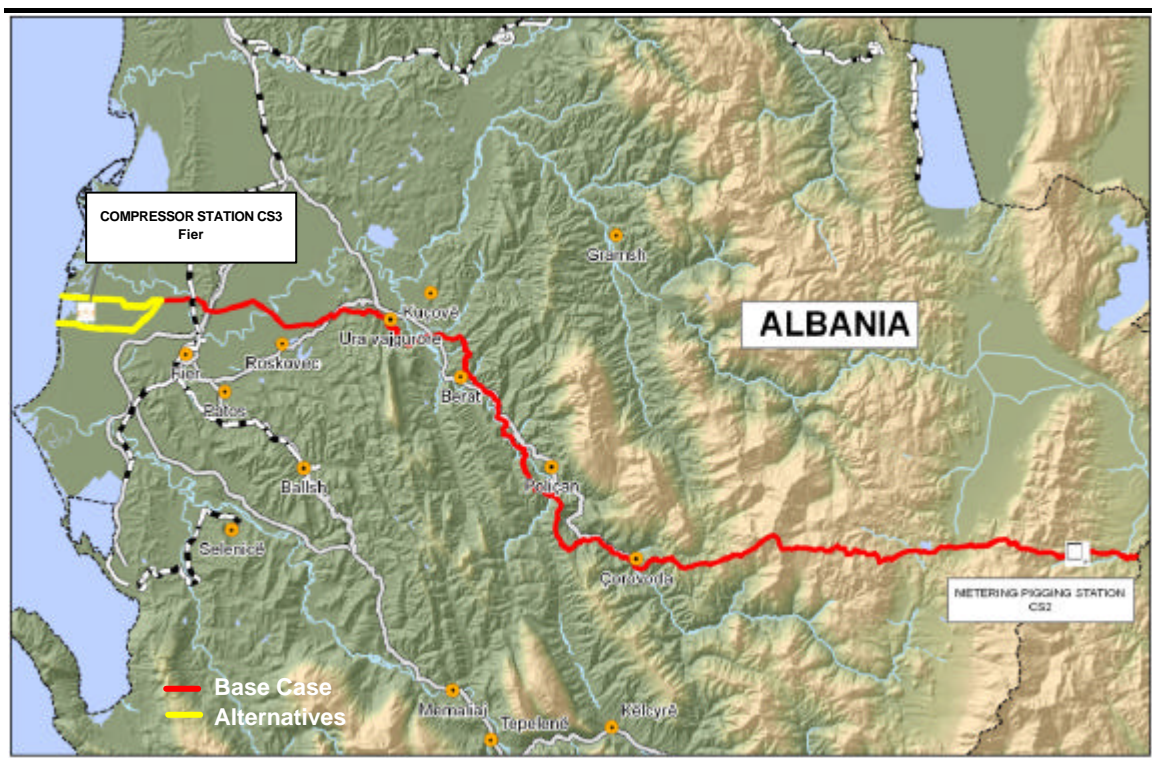 COMPRESSOR STATION CS3
Fier
Gramsh
ALBANIA
Kuçovë
Ura vajgurore
Roskovec
Fier
Berat
Patos
Poliçan
Ballsh
Selenicë
Çorovoda
METERING PIGGING STATION
CS2
Base Case
Alternatives
Memaliaj
Tepelenë
Këlcyrë